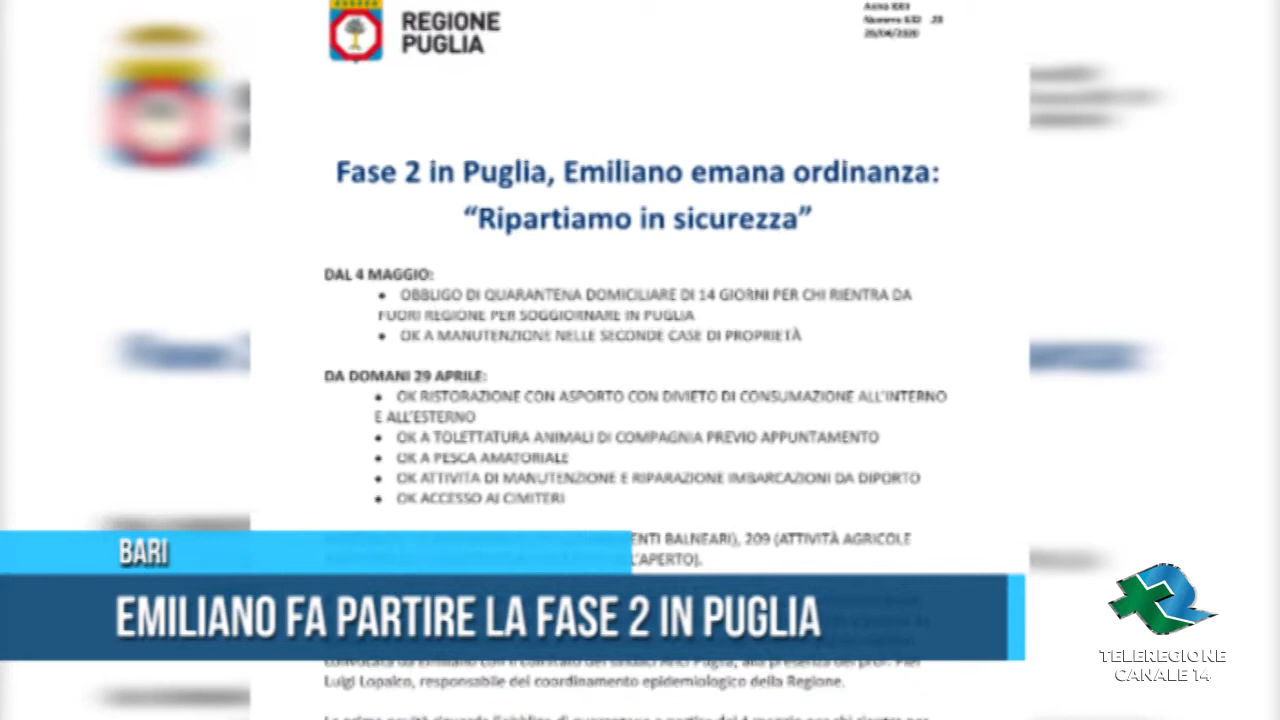 REGIONE
PUGLIA
Fase 2 in Puglia, Emiliano emana ordinanza:
“Ripartiamo in sicurezza”
DAL 4 MAGGIO:
• OBBLIGO DI QUARANTENA DOMICILIARE DI 14 GIORNI PER CHI RIENTRA DA
FUORI REGIONE PER SOGGIORNARE IN PUGLIA
• OK A MANUTENZIONE NELLE SECONDE CASE DI PROPRIETÀ
DA DOMANI 29 APRILE:
• OK RISTORAZIONE CON ASPORTO CON DIVIETO DI CONSUMAZIONE ALL'INTERNO
E ALL'ESTERNO
• OK A TOLETTATURA ANIMALI DI COMPAGNIA PREVIO APPUNTAMENTO
• OK A PESCA AMATORIALE
• OK ATTIVITÀ DI MANUTENZIONE E RIPARAZIONE IMBARCAZIONI DA DIPORTO
• OK ACCESSO AI CIMITERI
BALNEARI), 209 (ATTIVITÀ AGRICOLE
BARI
EMILIANO FA PARTIRE LA FASE 2 IN PUGLIA
Luigi Lopalco, responsabile del coordinamento epidemiologico della Regione.
TELEREGIONE
CANALE 14